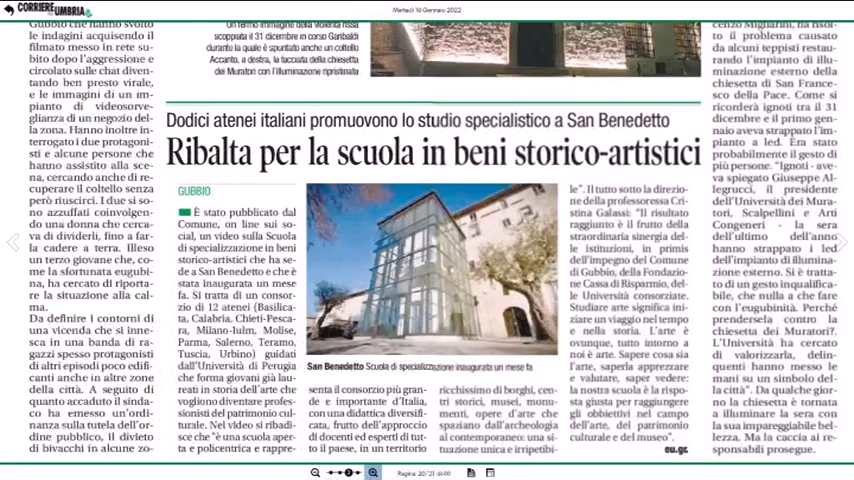 CORRIERE
UMBRIA
Martedì 18 Gennaro 2022
Gubbio che hanno svolto
le indagini acquisendo il
filmato messo in rete su-
bito dopo l'aggressione e
circolato sulle chat diven-
tando ben presto virale,
e le immagini di un im-
pianto di videosorve-
glianza di un negozio del-
la zona. Hanno inoltre in-
terrogato i due protagoni-
sti e alcune persone che
hanno assistito alla sce-
na, cercando anche di re-
cuperare il coltello senza
però riuscirci. I due si so-
no azzuffati coinvolgen-
do una donna che cerca-
va di dividerli, fino a far-
la cadere a terra. Illeso
un terzo giovane che, co-
me la sfortunata eugubi-
na, ha cercato di riporta-
re la situazione alla cal-
ma.
Da definire i contorni di
una vicenda che si inne-
sca in una banda di ra-
gazzi spesso protagonisti
di altri episodi poco edifi-
canti anche in altre zone
della città. A seguito di
quanto accaduto il sinda-
co ha emesso un'ordi-
nanza sulla tutela dell'or-
dine pubblico, il divieto
di bivacchi in alcune zo-
Un fermo immagine della violenta rissa
scoppiata il 31 dicembre in corso Garibaldi
durante la quale è spuntato anche un coltello
Accanto, a destra, la facciata della chiesetta
dei Muratori con l'illuminazione ripristinata
Dodici atenei italiani promuovono lo studio specialistico a San Benedetto
Ribalta per la scuola in beni storico-artistici
GUBBIO
È stato pubblicato dal
Comune, on line sui so-
cial, un video sulla Scuola
di specializzazione in beni
storico-artistici che ha se-
de a San Benedetto e che è
stata inaugurata un mese
fa. Si tratta di un consor-
zio di 12 atenei (Basilica-
ta, Calabria, Chieti-Pesca-
ra, Milano-Iulm, Molise,
Parma, Salerno, Teramo,
Tuscia, Urbino) guidati
dall'Università di Perugia
che forma giovani già lau-
reati in storia dell'arte che
vogliono diventare profes-
sionisti del patrimonio cul-
turale. Nel video si ribadi-
sce che "è una scuola aper-
ta e policentrica e rappre-
San Benedetto Scuola di specializzazione inaugurata un mese fa
senta il consorzio più gran-
de e importante d'Italia,
con una didattica diversifi-
cata, frutto dell'approccio
di docenti ed esperti di tut-
to il paese, in un territorio
ricchissimo di borghi, cen-
tri storici, musei, monu-
menti, opere d'arte che
spaziano dall'archeologia
al contemporaneo: una si-
tuazione unica e irripetibi-
le". Il tutto sotto la direzio-
ne della professoressa Cri-
stina Galassi: "Il risultato
raggiunto è il frutto della
straordinaria sinergia del-
le istituzioni, in primis
dell'impegno del Comune
di Gubbio, della Fondazio-
ne Cassa di Risparmio, del-
le Università consorziate.
Studiare arte significa ini-
ziare un viaggio nel tempo
e nella storia. L'arte è
ovunque, tutto intorno a
noi è arte. Sapere cosa sia
l'arte, saperla apprezzare
e valutare, saper vedere:
la nostra scuola è la rispo-
sta giusta per raggiungere
gli obbiettivi nel campo
dell'arte, del patrimonio
culturale e del museo".
eu.gr.
cenzo Migliarini, ha risol-
to il problema causato
da alcuni teppisti restau-
rando l'impianto di illu-
minazione esterno della
chiesetta di San France-
sco della Pace. Come si
ricorderà ignoti tra il 31
dicembre e il primo gen-
naio aveva strappato l'im-
pianto a led. Era stato
probabilmente il gesto di
più persone. "Ignoti - ave-
va spiegato Giuseppe Al-
legrucci, il presidente
dell'Università dei Mura-
tori, Scalpellini e Arti
Congeneri - la sera
dell'ultimo dell'anno
hanno strappato i led
dell'impianto di illumina-
zione esterno. Si è tratta-
to di un gesto inqualifica-
bile, che nulla a che fare
con l'eugubinità. Perché
prendersela contro la
chiesetta dei Muratori?.
L'Università ha cercato
di valorizzarla, delin-
quenti hanno messo le
mani su un simbolo del-
la città". Da qualche gior-
no la chiesetta è tornata
a illuminare la sera con
la sua impareggiabile bel-
lezza. Ma la caccia ai re-
sponsabili prosegue.
Pagina 20/21 di 40